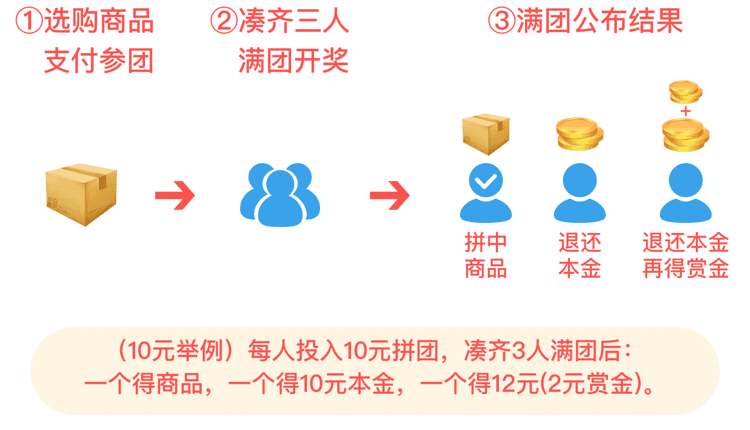 ①选购商品
支付参团
②凑齐三人
满团开奖
③满团公布结果
+
拼中
商品
退还
本金
退还本金
再得赏金
（10元举例）每人投入10元拼团，凑齐3人满团后：
一个得商品，一个得10元本金，一个得12元(2元赏金)。